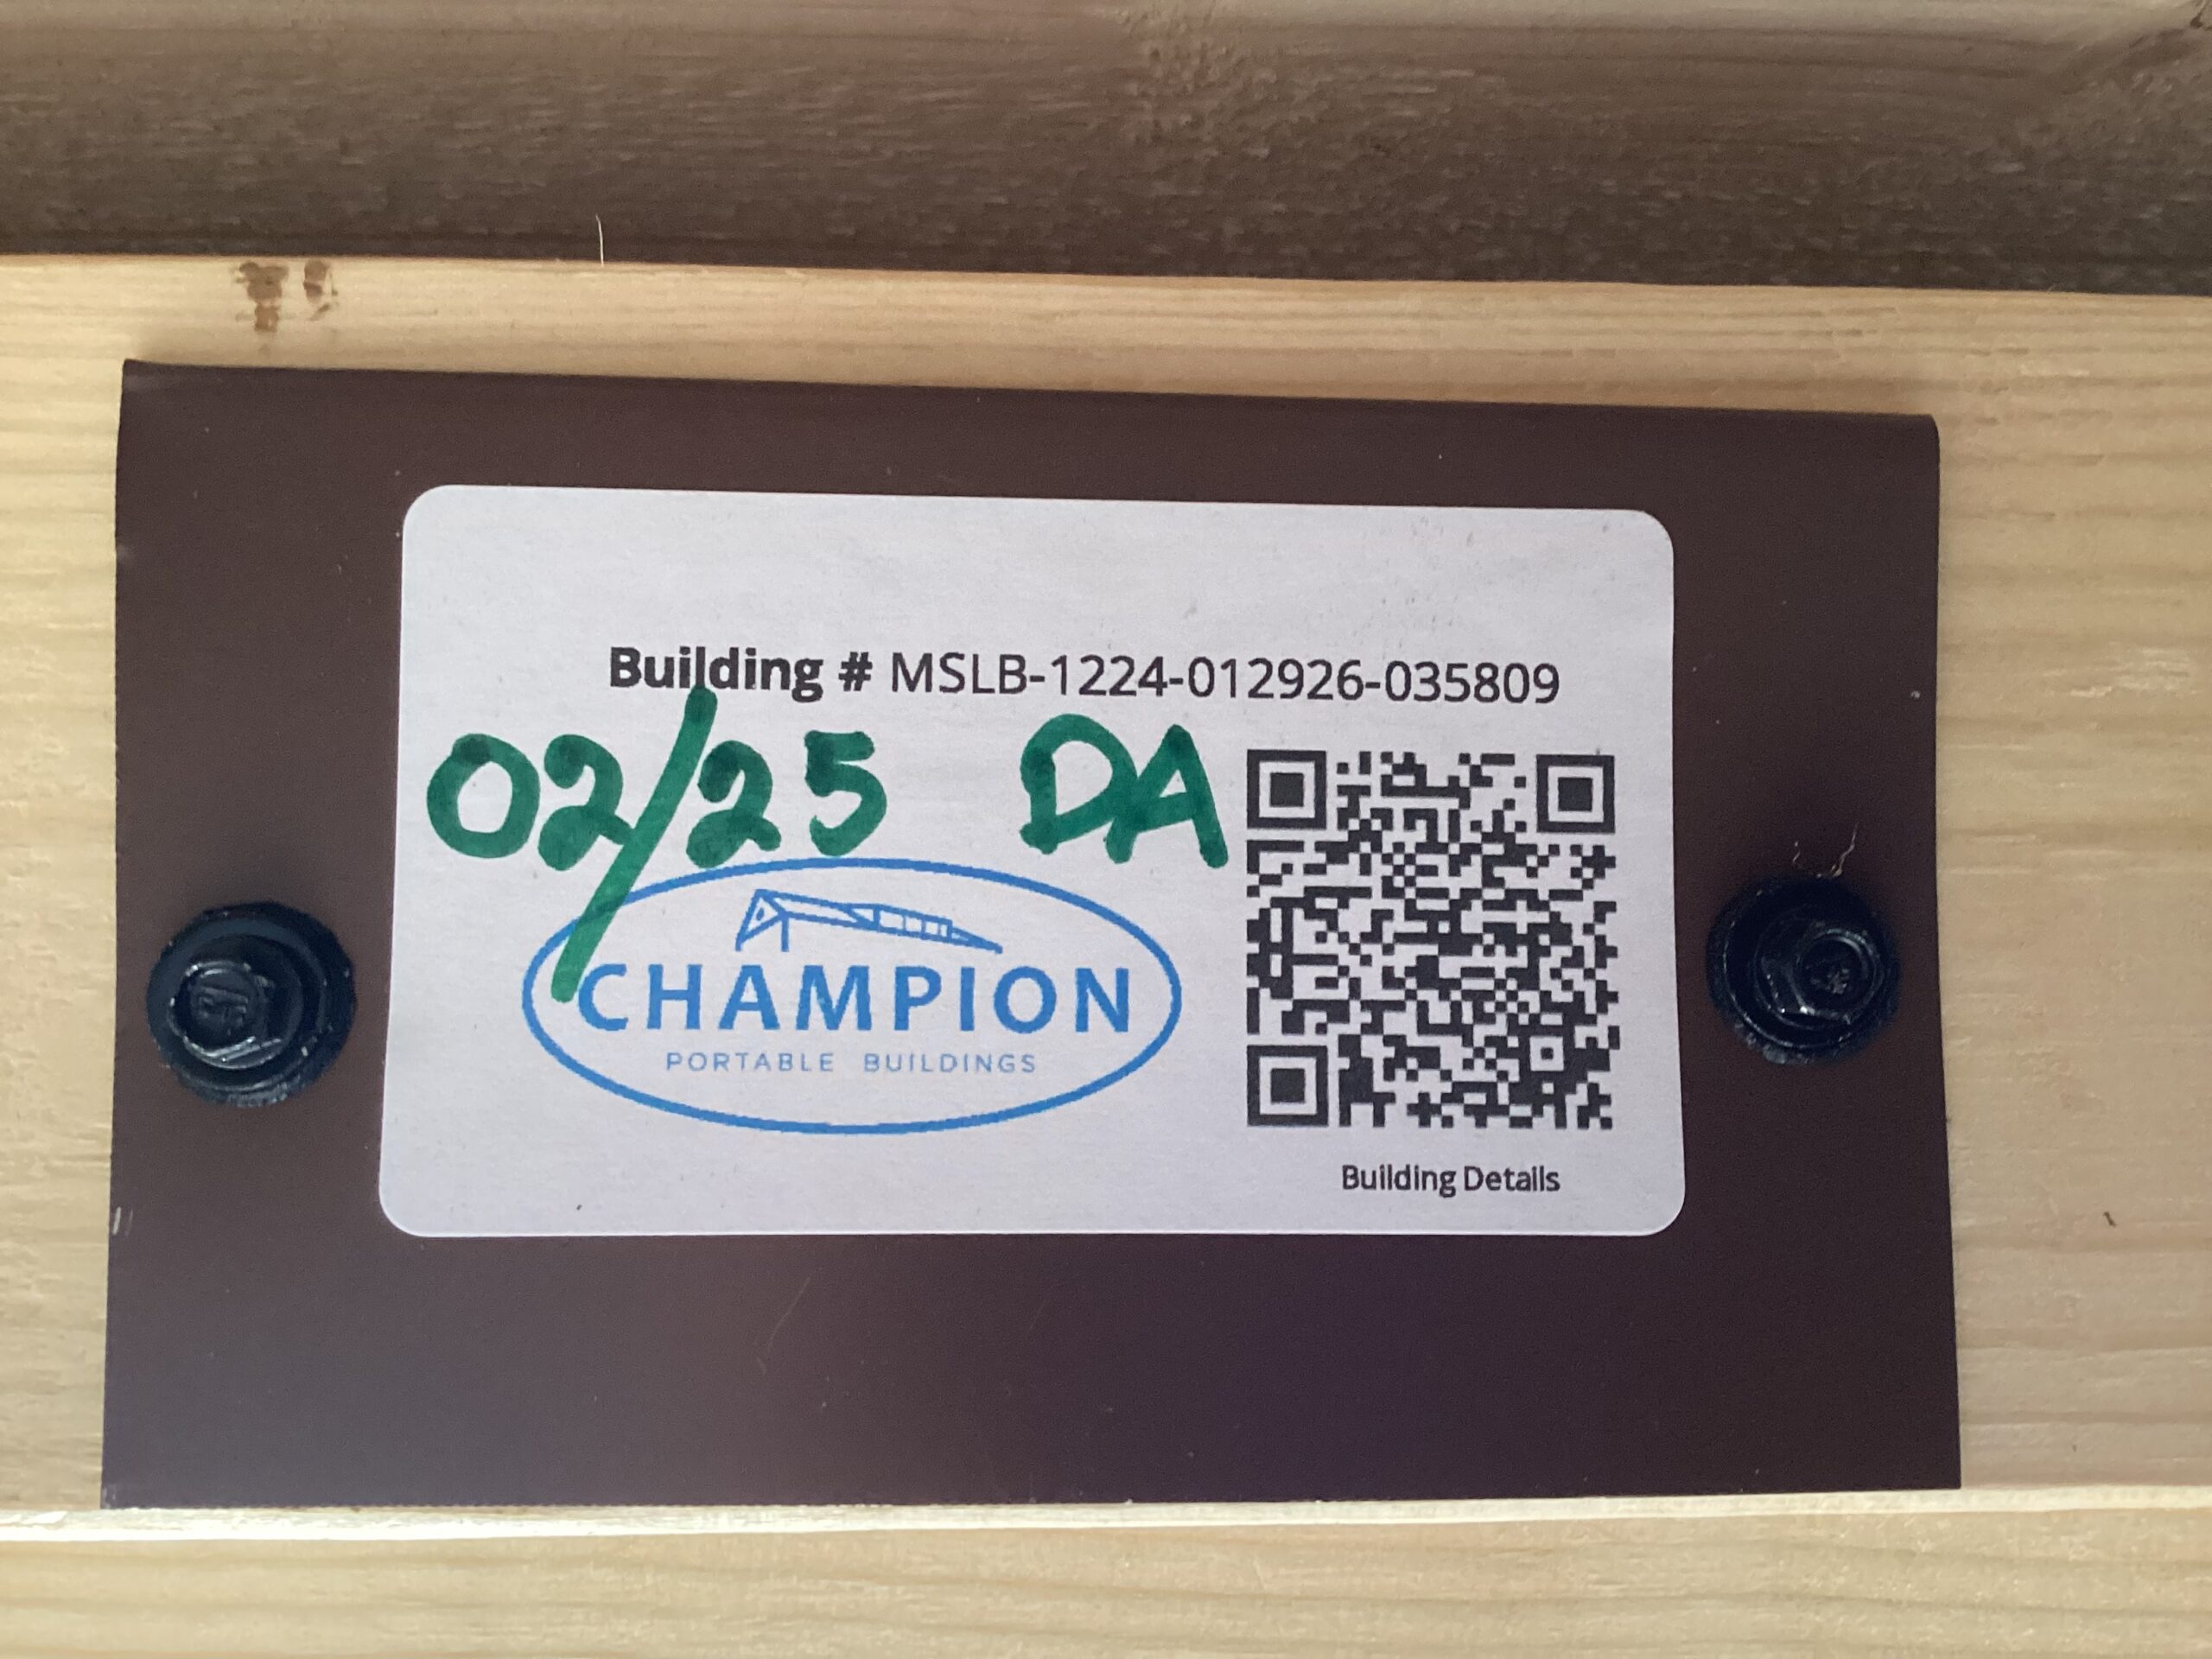 Building # MSLB-1224-012926-035809
02/25 DA
CHAMPION
PORTABLE BUILDINGS
Building Details